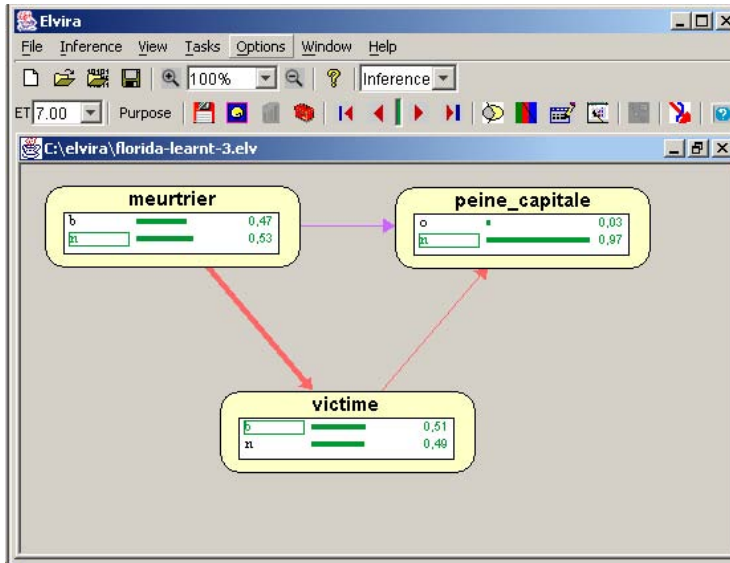 Elvira
File Inference View Tasks Options Window Help
100% Inference
ET 7.00 Purpose
C:\elvira\florida-learnt-3.elv
meurtrier
b 0,47
n 0,53
peine_capitale
o 0,03
n 0,97
victime
b 0,51
n 0,49